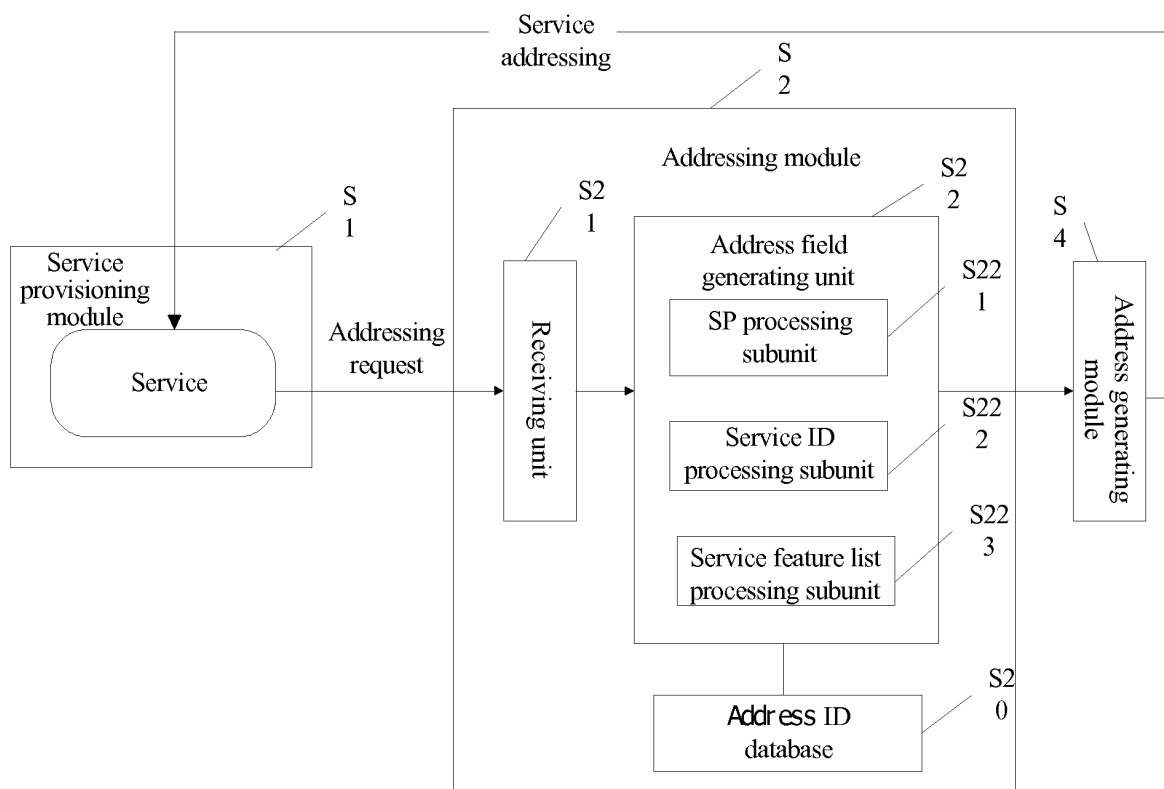 Service
addressing
S
2
Addressing module
S2
2
S2
1
S
1
S
4
Service
provisioning
module
Service
Addressing
request
Receiving unit
Address field
generating unit
S22
1
SP processing
subunit
S22
2
Service ID
processing subunit
S22
3
Service feature list
processing subunit
Address generating
module
S2
0
Address ID
database